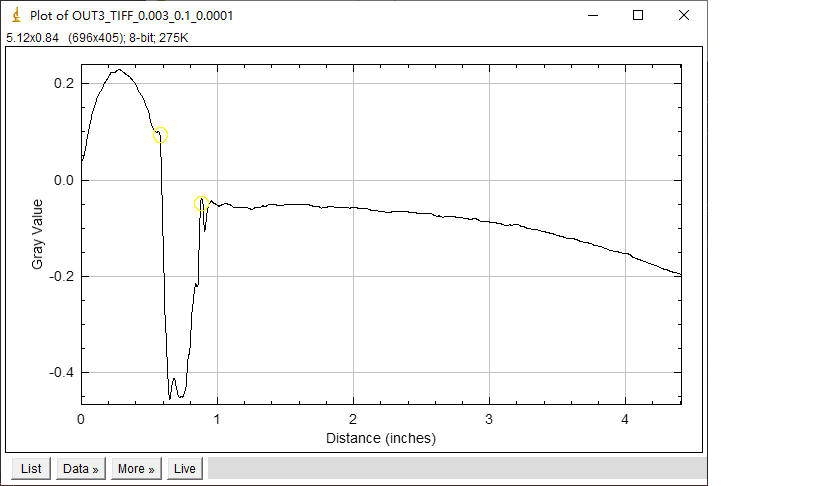 Plot of OUT3_TIFF_0.003_0.1_0.0001
5.12x0.84 (696x405); 8-bit; 275K
0.2
0.0
-0.2
-0.4
Gray Value
0 1 2 3 4
Distance (inches)
List Data » More » Live